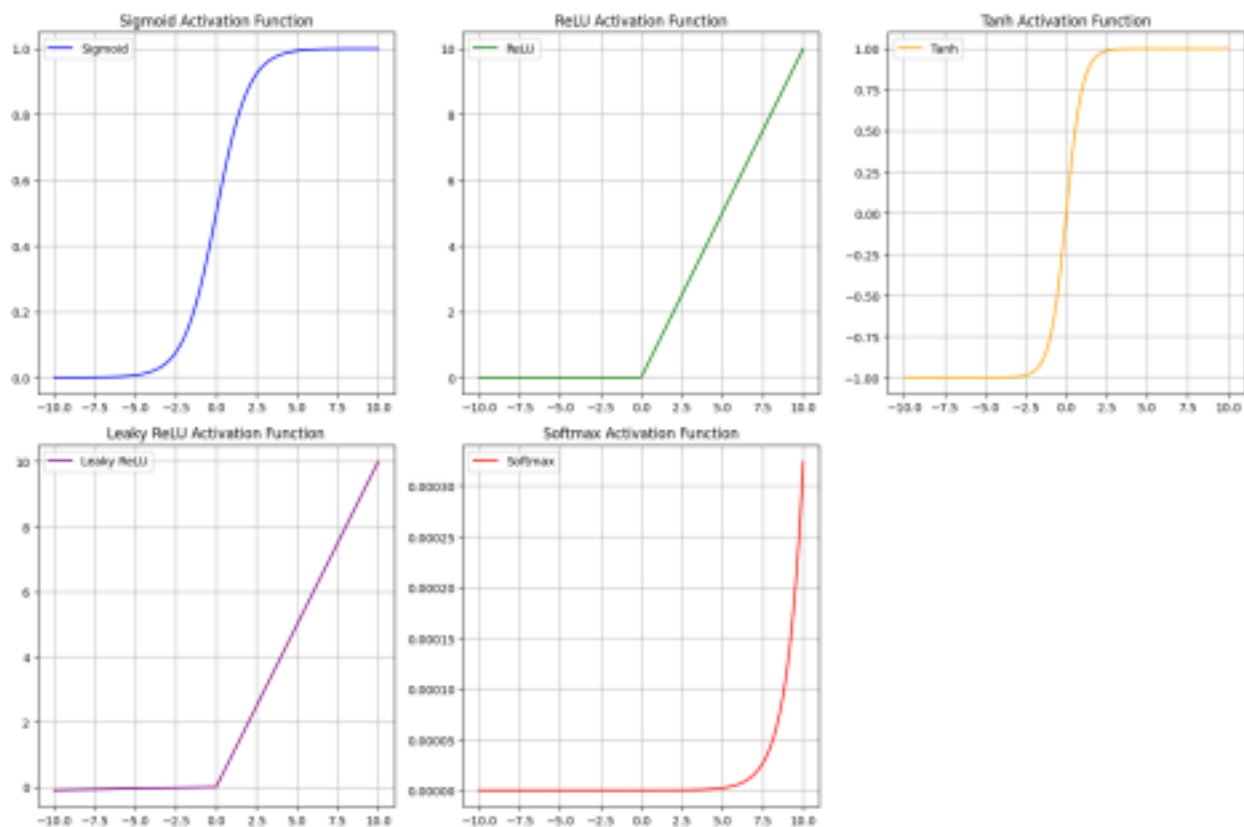 Sigmoid Activation Function
Sigmoid
1.0
0.8
0.6
0.4
0.2
0.0
−10.0 −7.5 −5.0 −2.5 0.0 2.5 5.0 7.5 10.0
ReLU Activation Function
ReLU
10
8
6
4
2
0
−10.0 −7.5 −5.0 −2.5 0.0 2.5 5.0 7.5 10.0
Tanh Activation Function
Tanh
1.00
0.75
0.50
0.25
0.00
−0.25
−0.50
−0.75
−1.00
−10.0 −7.5 −5.0 −2.5 0.0 2.5 5.0 7.5 10.0
Leaky ReLU Activation Function
Leaky ReLU
10
8
6
4
2
0
−10.0 −7.5 −5.0 −2.5 0.0 2.5 5.0 7.5 10.0
Softmax Activation Function
Softmax
0.00030
0.00025
0.00020
0.00015
0.00010
0.00005
0.00000
−10.0 −7.5 −5.0 −2.5 0.0 2.5 5.0 7.5 10.0